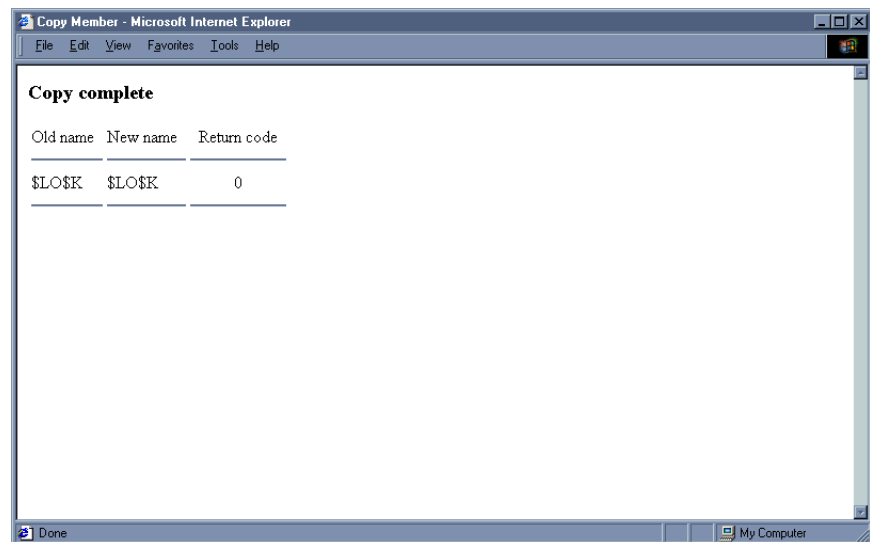 Copy Member - Microsoft Internet Explorer
File Edit View Favorites Tools Help
Copy complete
Old name New name Return code
$LO$K $LO$K 0
Done My Computer